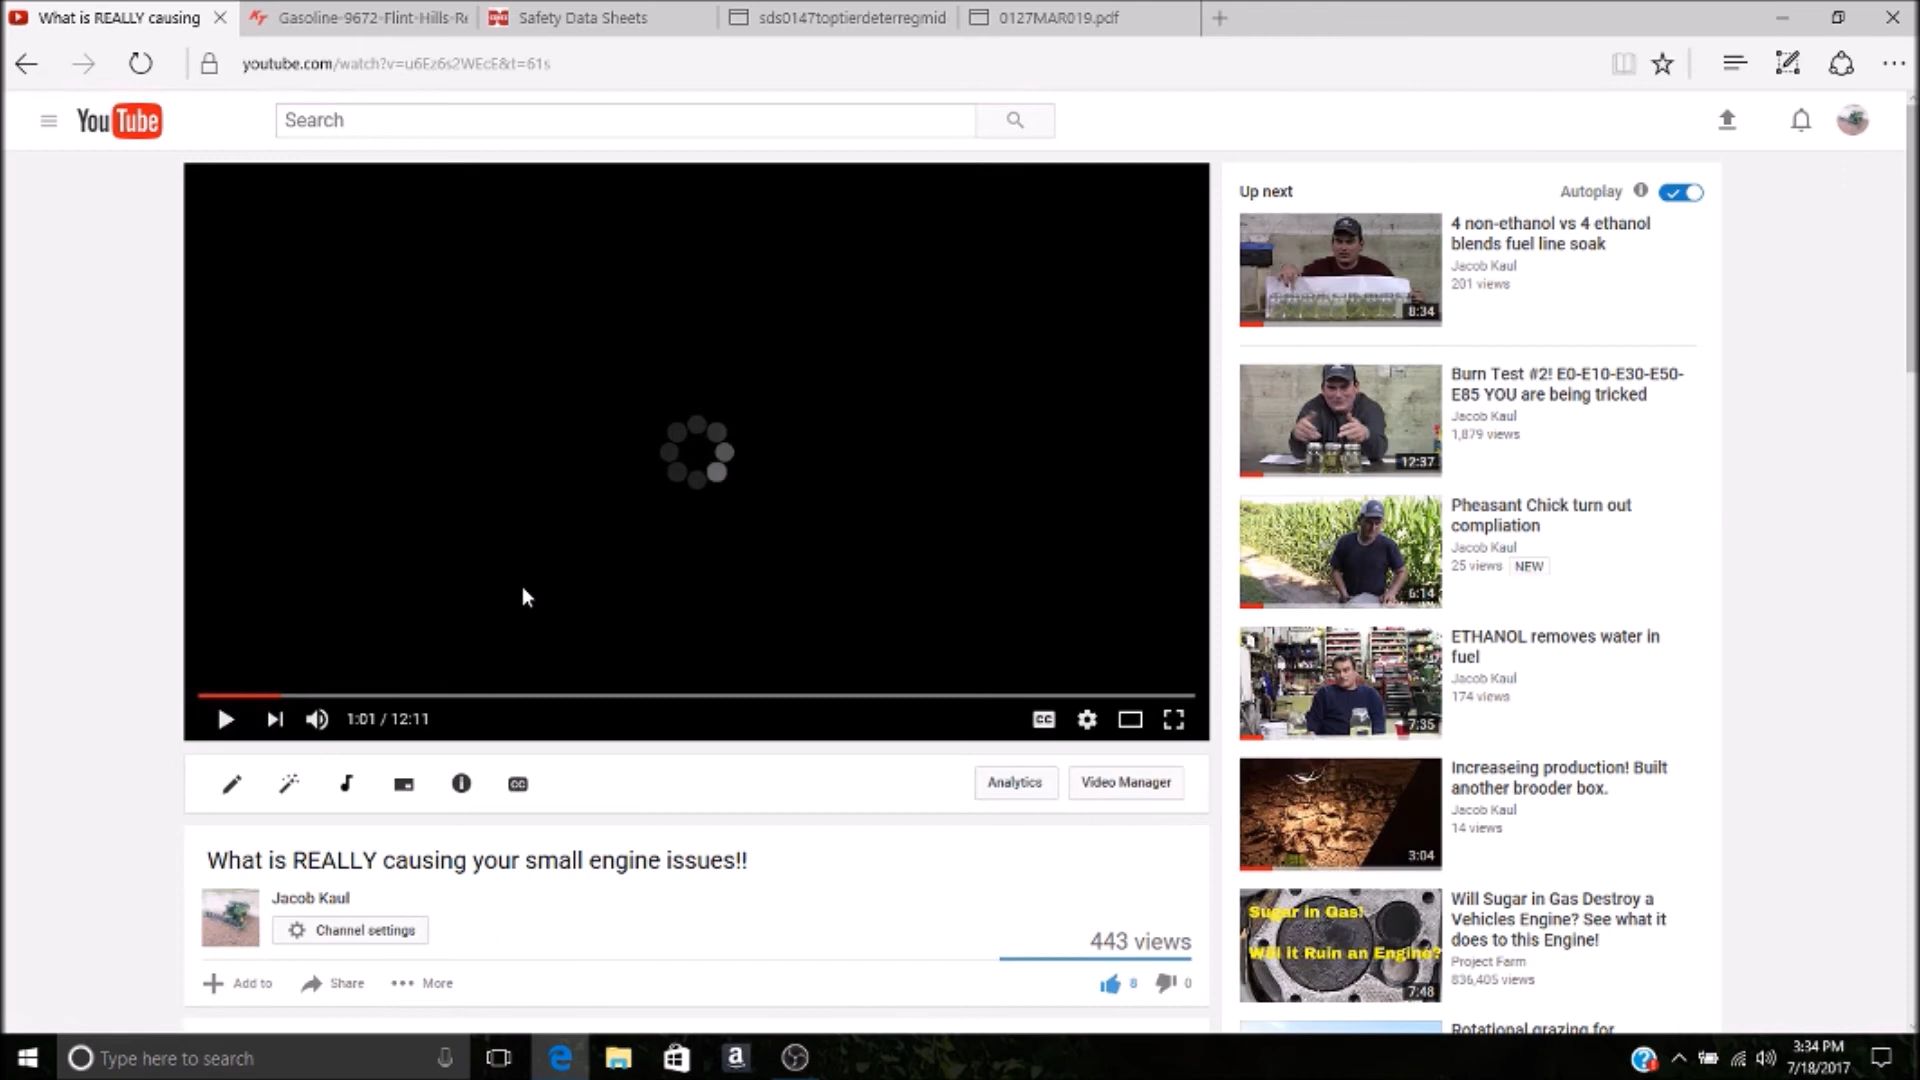 What is REALLY causing
Gasoline-9672-Flint-Hills-Re
Safety Data Sheets
sds0147toptierdeterregmid
0127MAR019.pdf
youtube.com/watch?v=u6Ez6s2WEcE&t=61s
YouTube
Search
Up next
Autoplay
4 non-ethanol vs 4 ethanol
blends fuel line soak
Jacob Kaul
201 views
8:34
Burn Test #2! E0-E10-E30-E50-
E85 YOU are being tricked
Jacob Kaul
1,879 views
12:37
Pheasant Chick turn out
compliation
Jacob Kaul
25 views NEW
6:14
ETHANOL removes water in
fuel
Jacob Kaul
174 views
7:35
1:01 / 12:11
CC
CC
Analytics
Video Manager
Increaseing production! Built
another brooder box.
Jacob Kaul
14 views
3:04
What is REALLY causing your small engine issues!!
Jacob Kaul
Channel settings
443 views
Add to
Share
More
8
0
Sugar in Gas!
Will it Ruin an Engine?
7:48
Will Sugar in Gas Destroy a
Vehicles Engine? See what it
does to this Engine!
Project Farm
836,405 views
Rotational grazing for
Type here to search
3:34 PM
7/18/2017